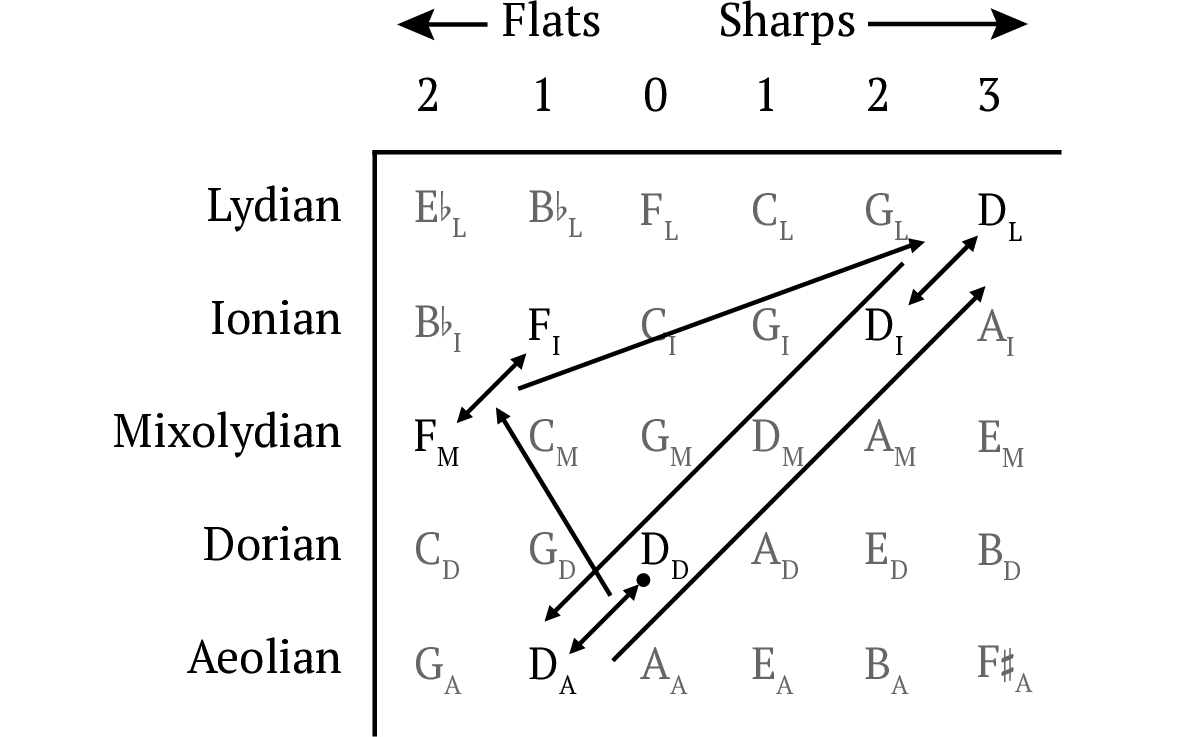 Flats Sharps
2 1 0 1 2 3
Lydian E♭L B♭L FL CL GL DL
Ionian B♭I FI CI GI DI AI
Mixolydian FM CM GM DM AM EM
Dorian CD GD DD AD ED BD
Aeolian GA DA AA EA BA F♯A